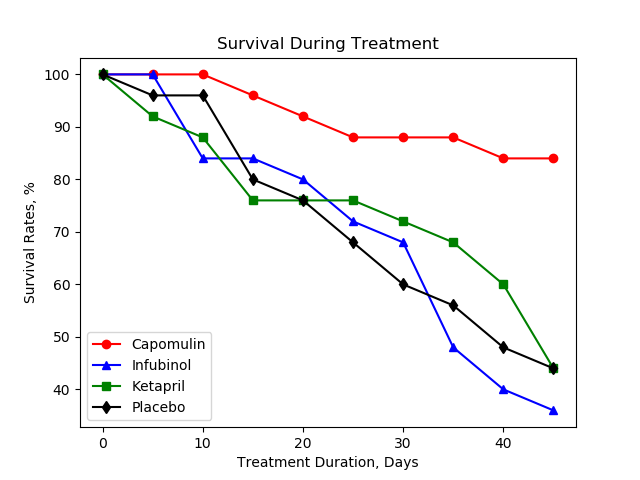 Survival During Treatment
Survival Rates, %
100
90
80
70
60
50
40
Capomulin
Infubinol
Ketapril
Placebo
0 10 20 30 40
Treatment Duration, Days